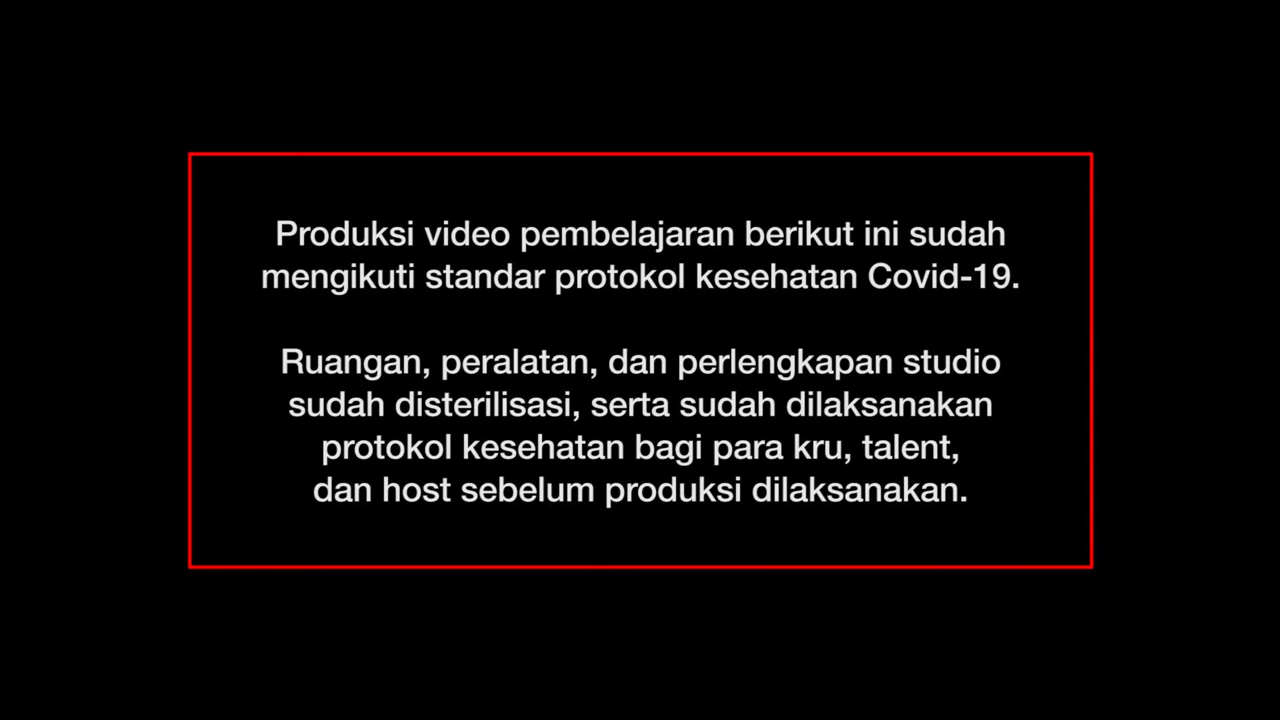 Produksi video pembelajaran berikut ini sudah
mengikuti standar protokol kesehatan Covid-19.
Ruangan, peralatan, dan perlengkapan studio
sudah disterilisasi, serta sudah dilaksanakan
protokol kesehatan bagi para kru, talent,
dan host sebelum produksi dilaksanakan.